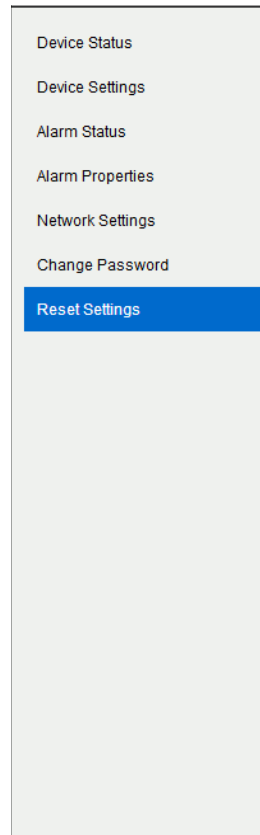 Device Status
Device Settings
Alarm Status
Alarm Properties
Network Settings
Change Password
Reset Settings